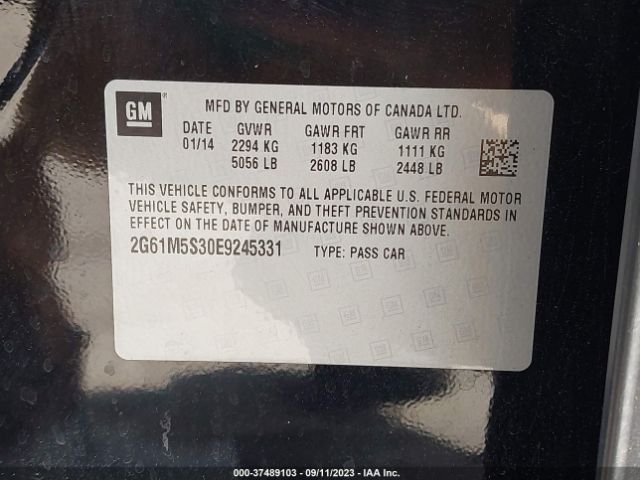 GM ®
MFD BY GENERAL MOTORS OF CANADA LTD.
DATE GVWR GAWR FRT GAWR RR
01/14 2294 KG 1183 KG 1111 KG
5056 LB 2608 LB 2448 LB
THIS VEHICLE CONFORMS TO ALL APPLICABLE U.S. FEDERAL MOTOR
VEHICLE SAFETY, BUMPER, AND THEFT PREVENTION STANDARDS IN
EFFECT ON THE DATE OF MANUFACTURE SHOWN ABOVE.
2G61M5S30E9245331 TYPE: PASS CAR
000-37489103 - 09/11/2023 - IAA Inc.